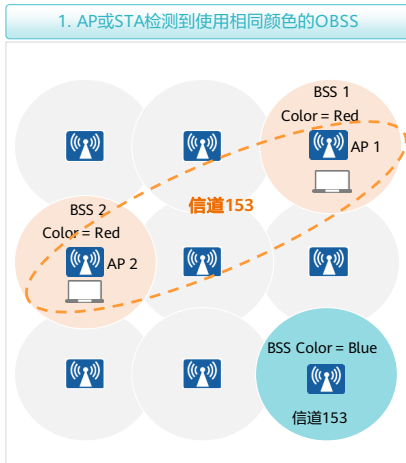 1. AP或STA检测到使用相同颜色的OBSS
BSS 1
Color = Red
AP 1
信道153
BSS 2
Color = Red
AP 2
BSS Color = Blue
信道153